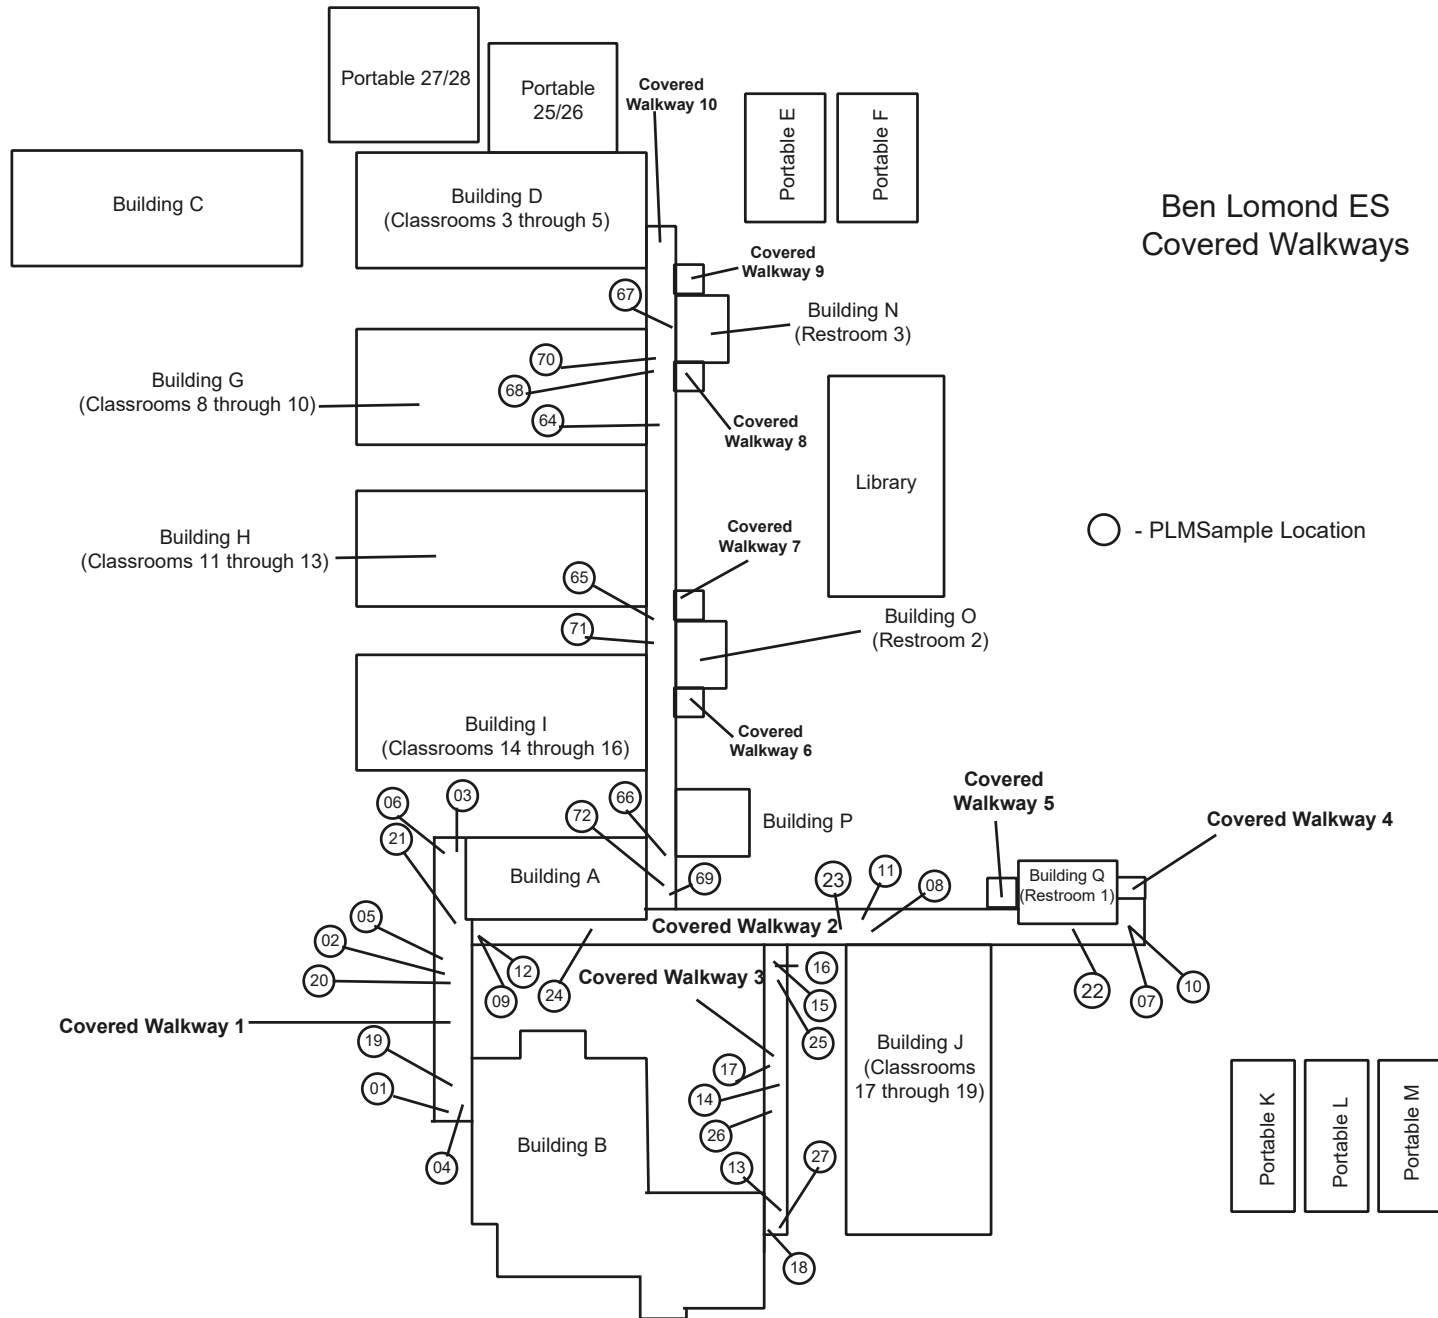 Portable 27/28
Portable
25/26
Covered
Walkway 10
Portable E
Portable F
Building C
Building D
(Classrooms 3 through 5)
Ben Lomond ES
Covered Walkways
Covered
Walkway 9
67
Building N
(Restroom 3)
70
68
Building G
(Classrooms 8 through 10)
64
Covered
Walkway 8
Library
Building H
(Classrooms 11 through 13)
Covered
Walkway 7
- PLMSample Location
65
71
Building O
(Restroom 2)
Building I
(Classrooms 14 through 16)
Covered
Walkway 6
06
03
21
66
72
Building P
Covered
Walkway 5
Covered Walkway 4
Building A
69
23
11
08
Building Q
(Restroom 1)
05
02
20
Covered Walkway 2
12
09
24
Covered Walkway 3
16
15
25
22
07
10
Covered Walkway 1
19
01
04
17
14
26
Building J
(Classrooms
17 through 19)
Building B
13
27
18
Portable K
Portable L
Portable M